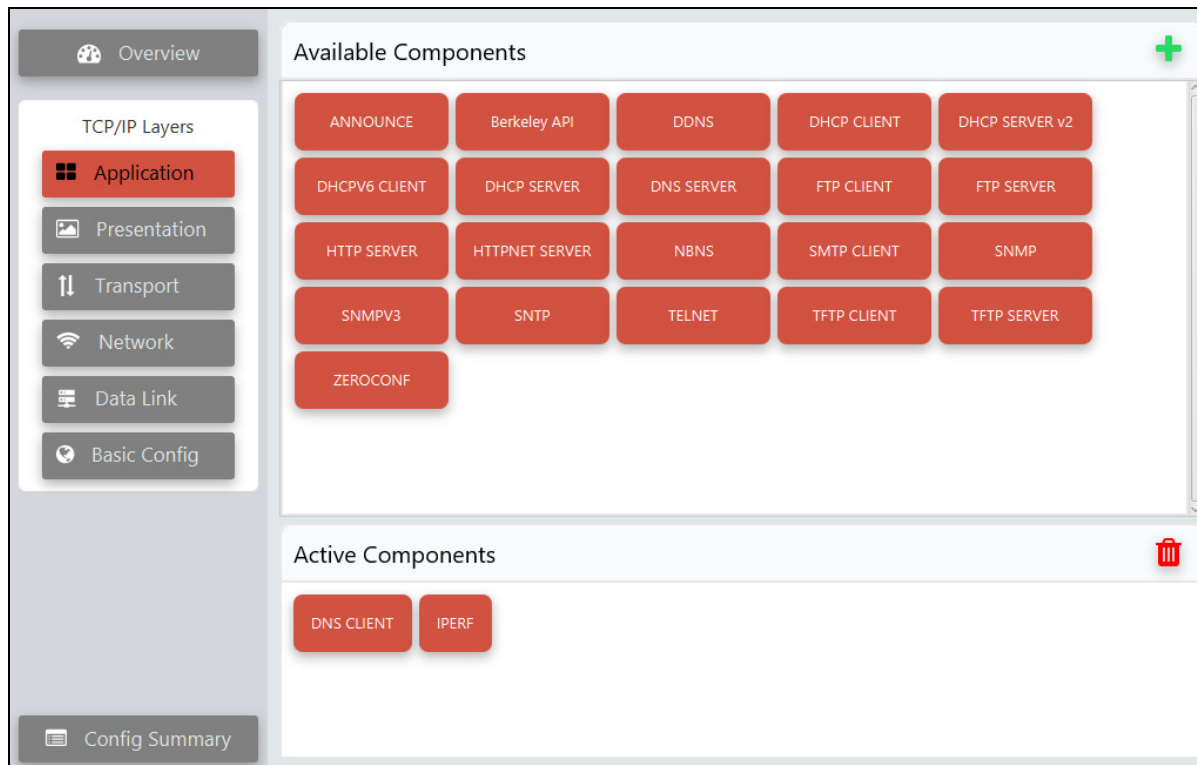 Overview
TCP/IP Layers
Application
Presentation
Transport
Network
Data Link
Basic Config
Config Summary
Available Components
ANNOUNCE Berkeley API DDNS DHCP CLIENT DHCP SERVER v2
DHCPV6 CLIENT DHCP SERVER DNS SERVER FTP CLIENT FTP SERVER
HTTP SERVER HTTPNET SERVER NBNS SMTP CLIENT SNMP
SNMPV3 SNTP TELNET TFTP CLIENT TFTP SERVER
ZEROCONF
Active Components
DNS CLIENT IPERF